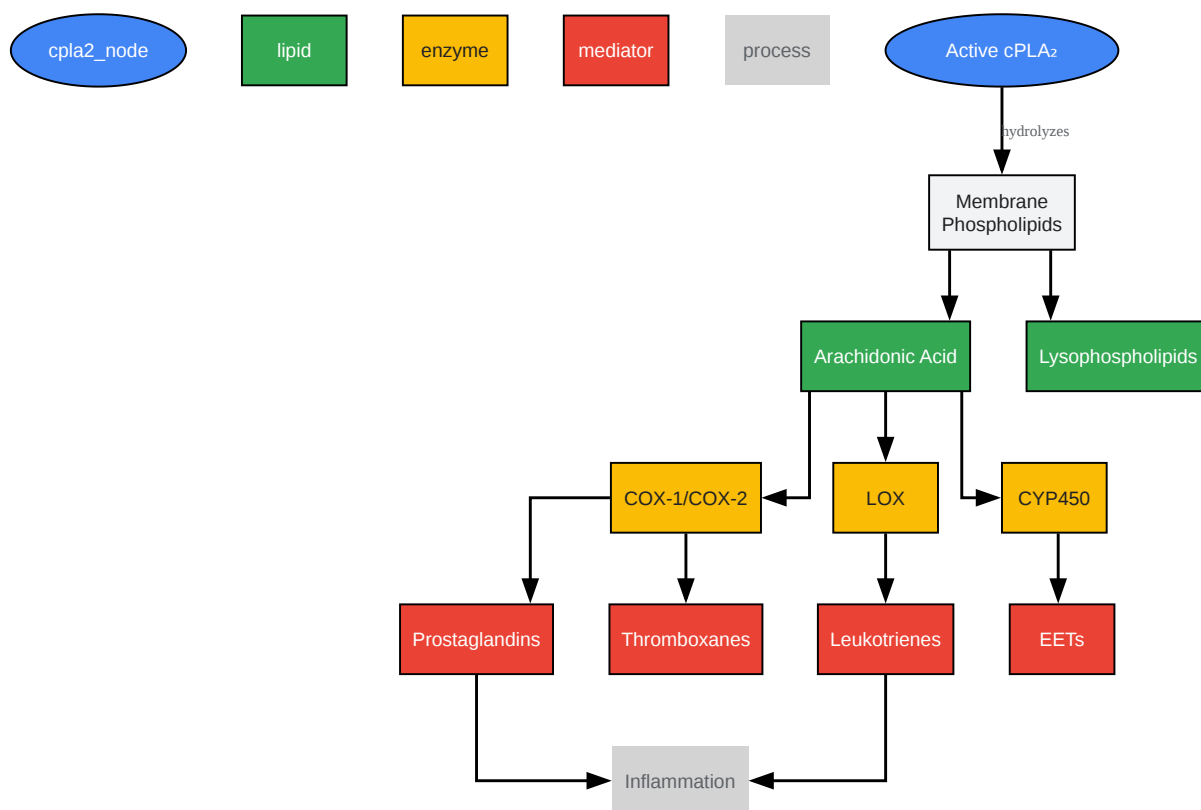 cpla2_node
lipid
enzyme
mediator
process
Active cPLA₂
hydrolyzes
Membrane
Phospholipids
Arachidonic Acid
Lysophospholipids
COX-1/COX-2
LOX
CYP450
Prostaglandins
Thromboxanes
Leukotrienes
EETs
Inflammation